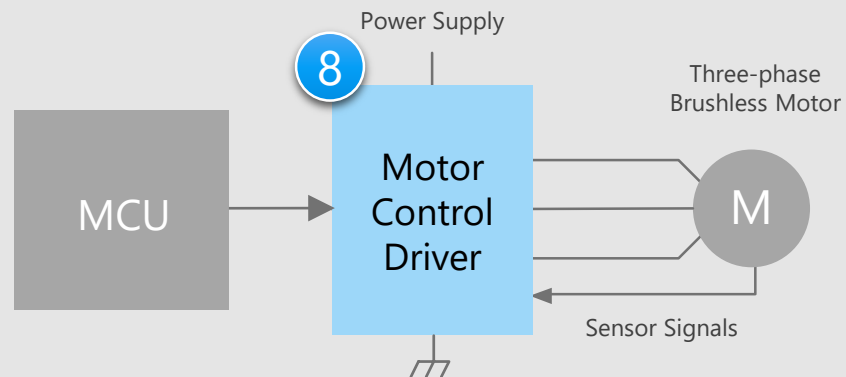 Power Supply
8
Three-phase
Brushless Motor
MCU
Motor
Control
Driver
M
Sensor Signals